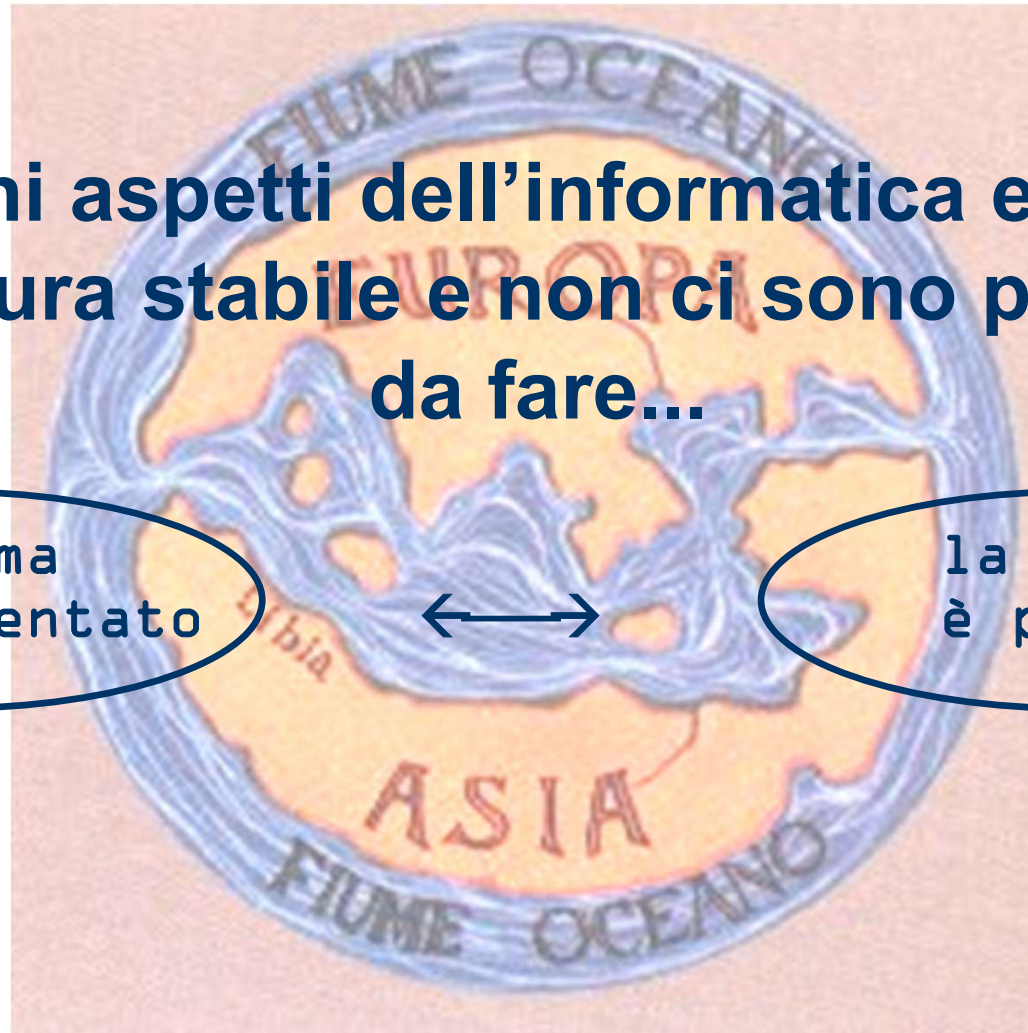 FIUME OCEANO
ni aspetti dell'informatica e
EUROPA
ura stabile e non ci sono p
da fare...
ma
entato
la
è p
Libia
ASIA
FIUME OCEANO